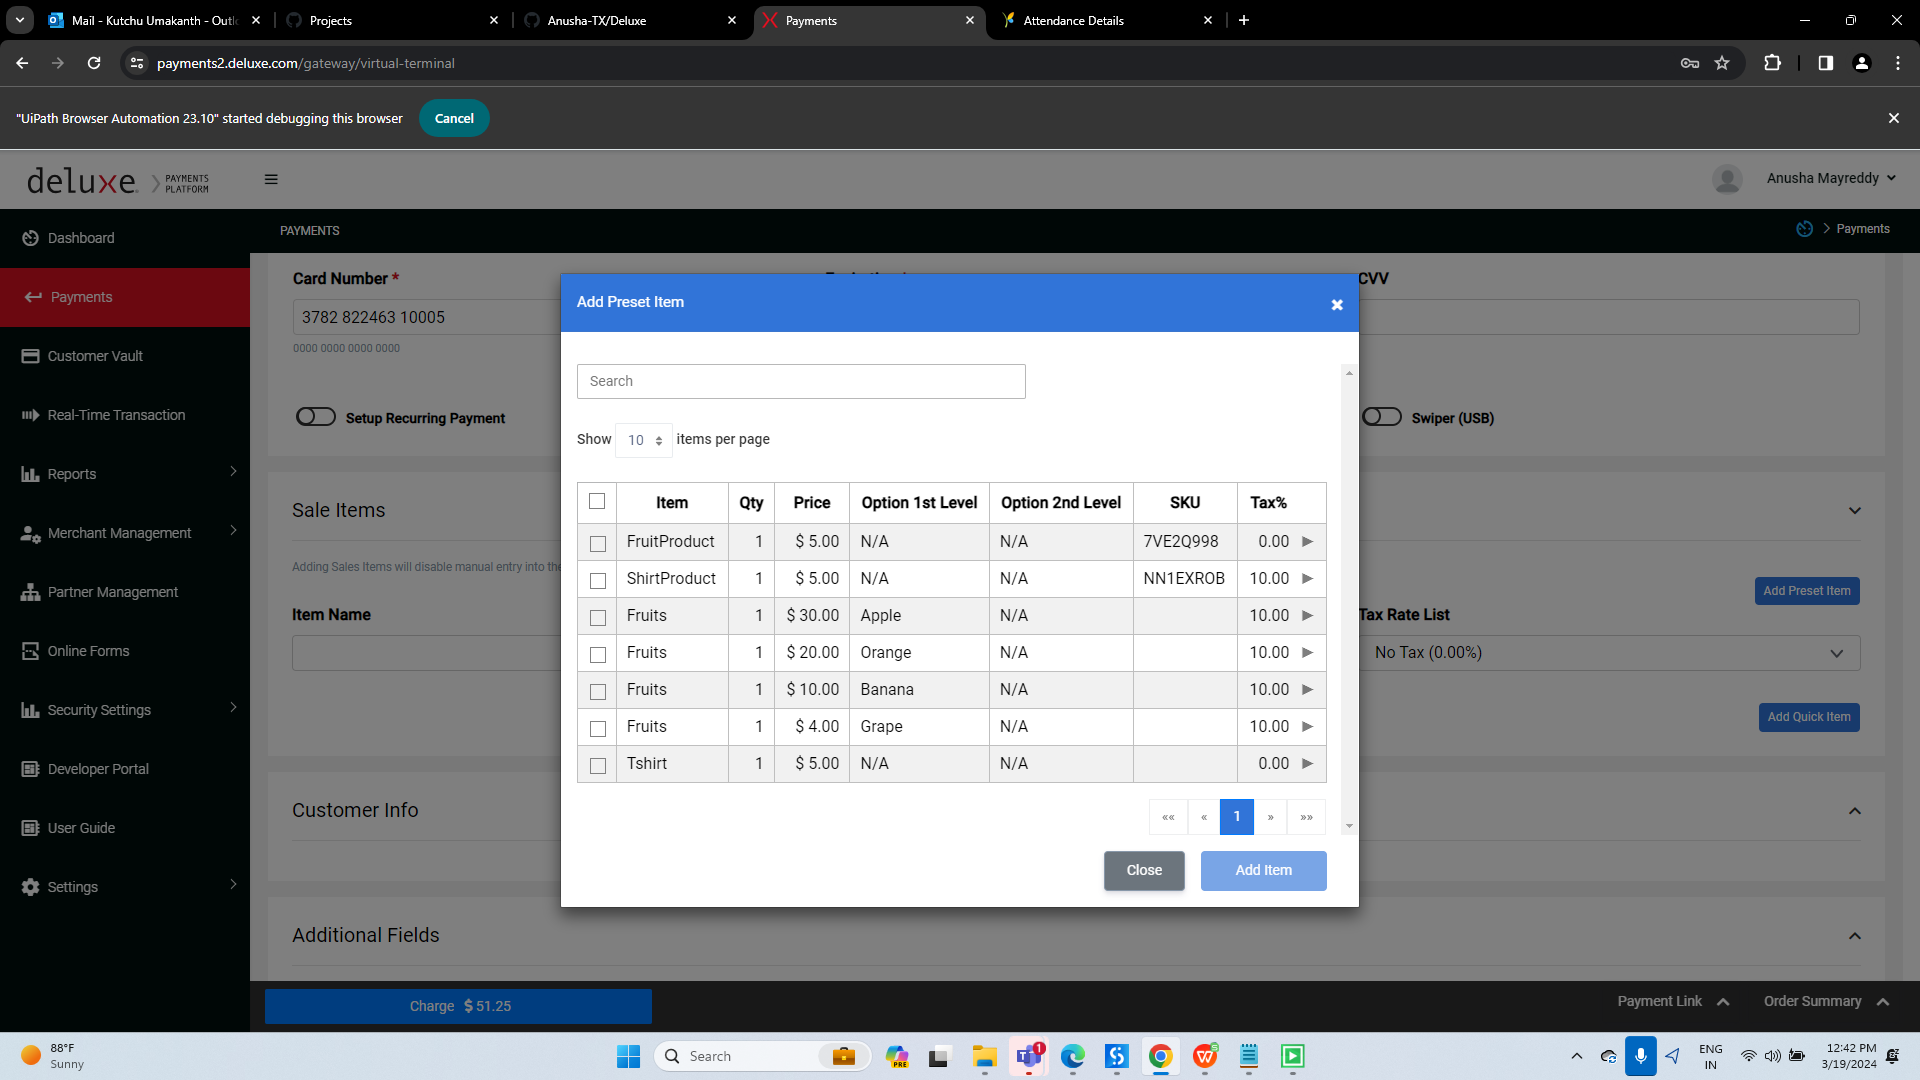 Mail - Kutchu Umakanth - Outl
Projects
Anusha-TX/Deluxe
Payments
Attendance Details
payments2.deluxe.com/gateway/virtual-terminal
"UiPath Browser Automation 23.10" started debugging this browser
Cancel
deluxe. PAYMENTS PLATFORM
Anusha Mayreddy
Dashboard
Payments
Customer Vault
Real-Time Transaction
Reports
Merchant Management
Partner Management
Online Forms
Security Settings
Developer Portal
User Guide
Settings
PAYMENTS
Payments
Card Number *
CVV
3782 822463 10005
0000 0000 0000 0000
Setup Recurring Payment
Swiper (USB)
Sale Items
Adding Sales Items will disable manual entry into the
Add Preset Item
Item Name
Tax Rate List
No Tax (0.00%)
Add Quick Item
Customer Info
Additional Fields
Add Preset Item
Search
Show 10 items per page
Item Qty Price Option 1st Level Option 2nd Level SKU Tax%
FruitProduct 1 $ 5.00 N/A N/A 7VE2Q998 0.00
ShirtProduct 1 $ 5.00 N/A N/A NN1EXROB 10.00
Fruits 1 $ 30.00 Apple N/A 10.00
Fruits 1 $ 20.00 Orange N/A 10.00
Fruits 1 $ 10.00 Banana N/A 10.00
Fruits 1 $ 4.00 Grape N/A 10.00
Tshirt 1 $ 5.00 N/A N/A 0.00
«« « 1 » »»
Close
Add Item
Charge $ 51.25
Payment Link
Order Summary
88°F
Sunny
Search
PRE
1
ENG
IN
12:42 PM
3/19/2024